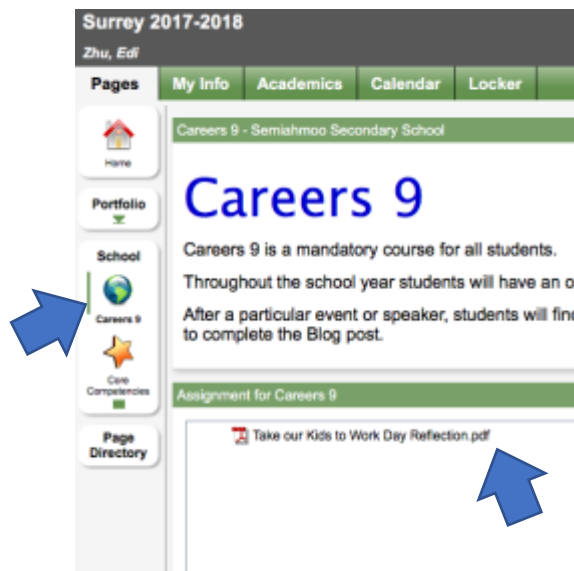 Surrey 2017-2018
Zhu, Edi
Pages
My Info
Academics
Calendar
Locker
Home
Portfolio
School
Careers 9
Core
Competencies
Page
Directory
Careers 9 - Semiahmoo Secondary School
Careers 9
Careers 9 is a mandatory course for all students.
Throughout the school year students will have an o
After a particular event or speaker, students will find
to complete the Blog post.
Assignment for Careers 9
Take our Kids to Work Day Reflection.pdf